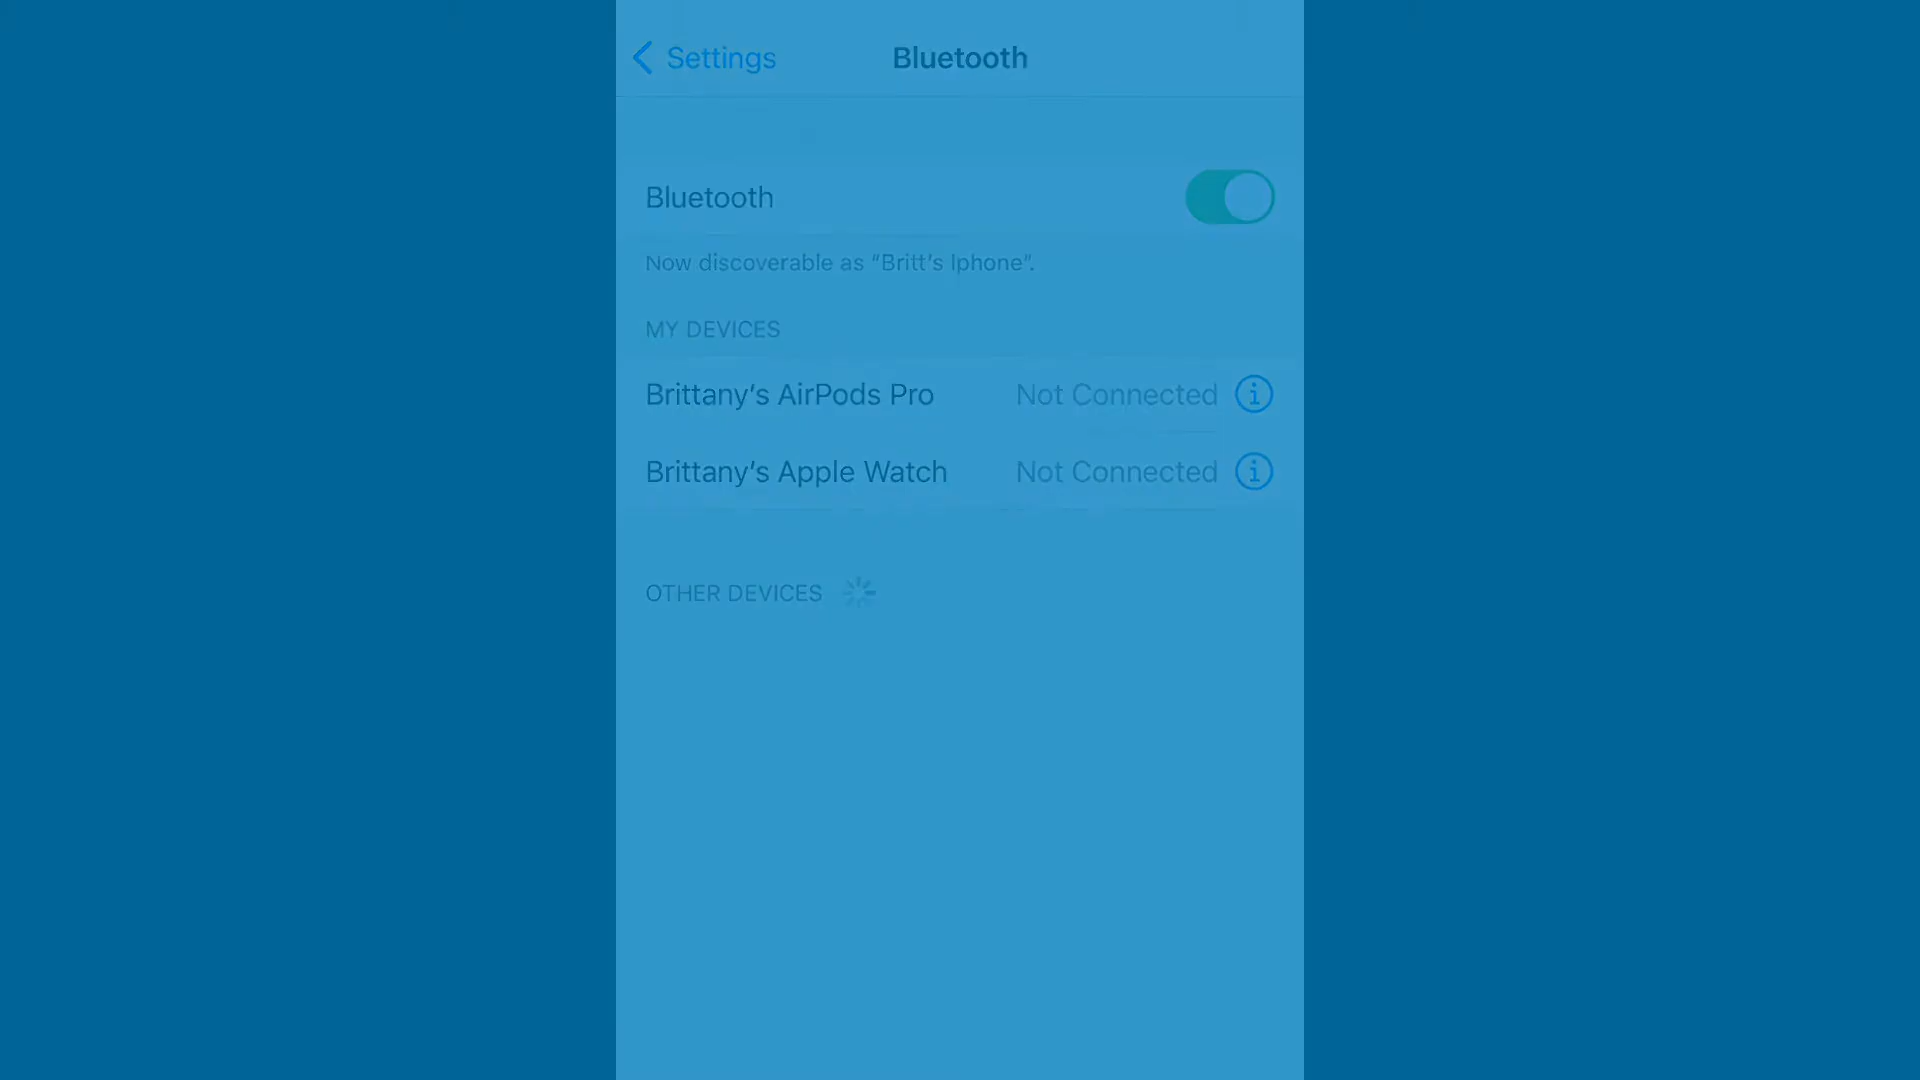 Settings Bluetooth
Bluetooth
Now discoverable as “Britt’s Iphone”.
MY DEVICES
Brittany‘s AirPods Pro Not Connected
Brittany‘s Apple Watch Not Connected
OTHER DEVICES